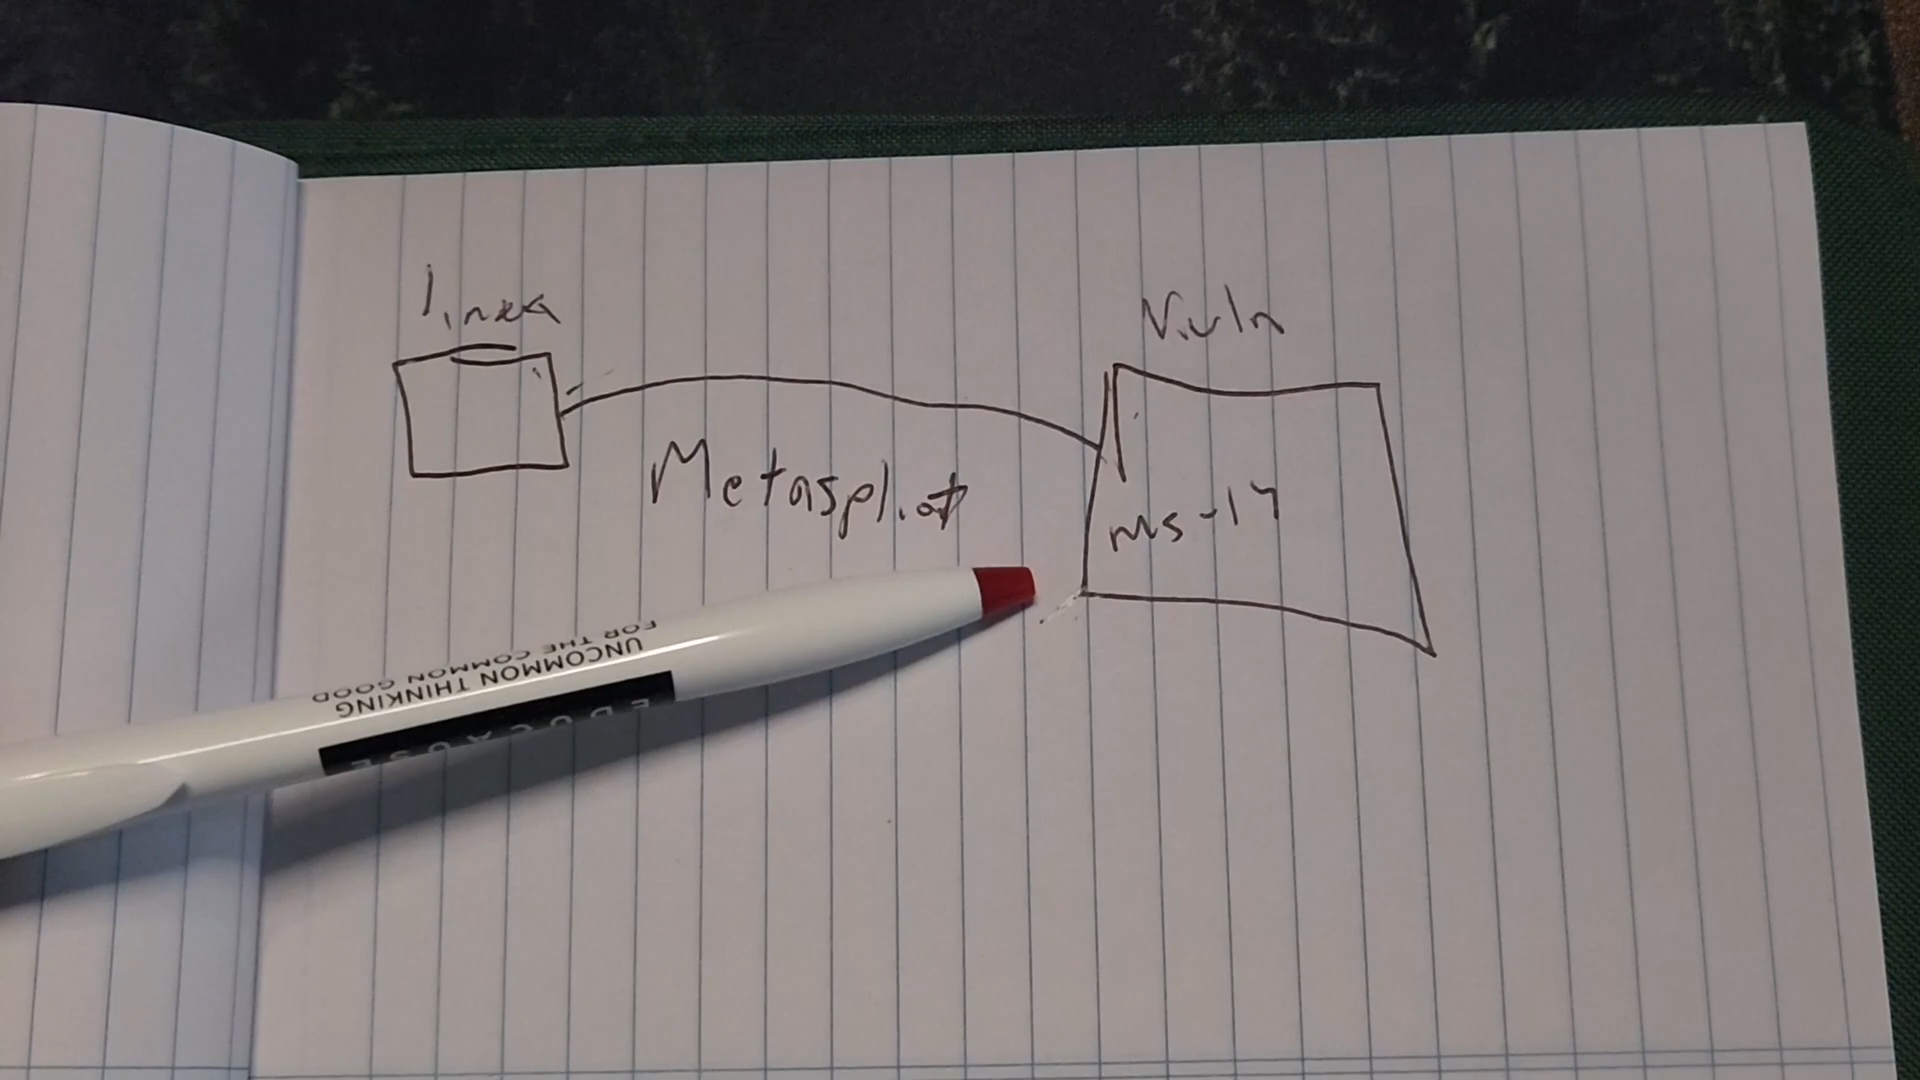 linux
Vuln
Metasploit
ms-17
UNCOMMON THINKING
FOR THE COMMON GOOD
EDUCAUSE